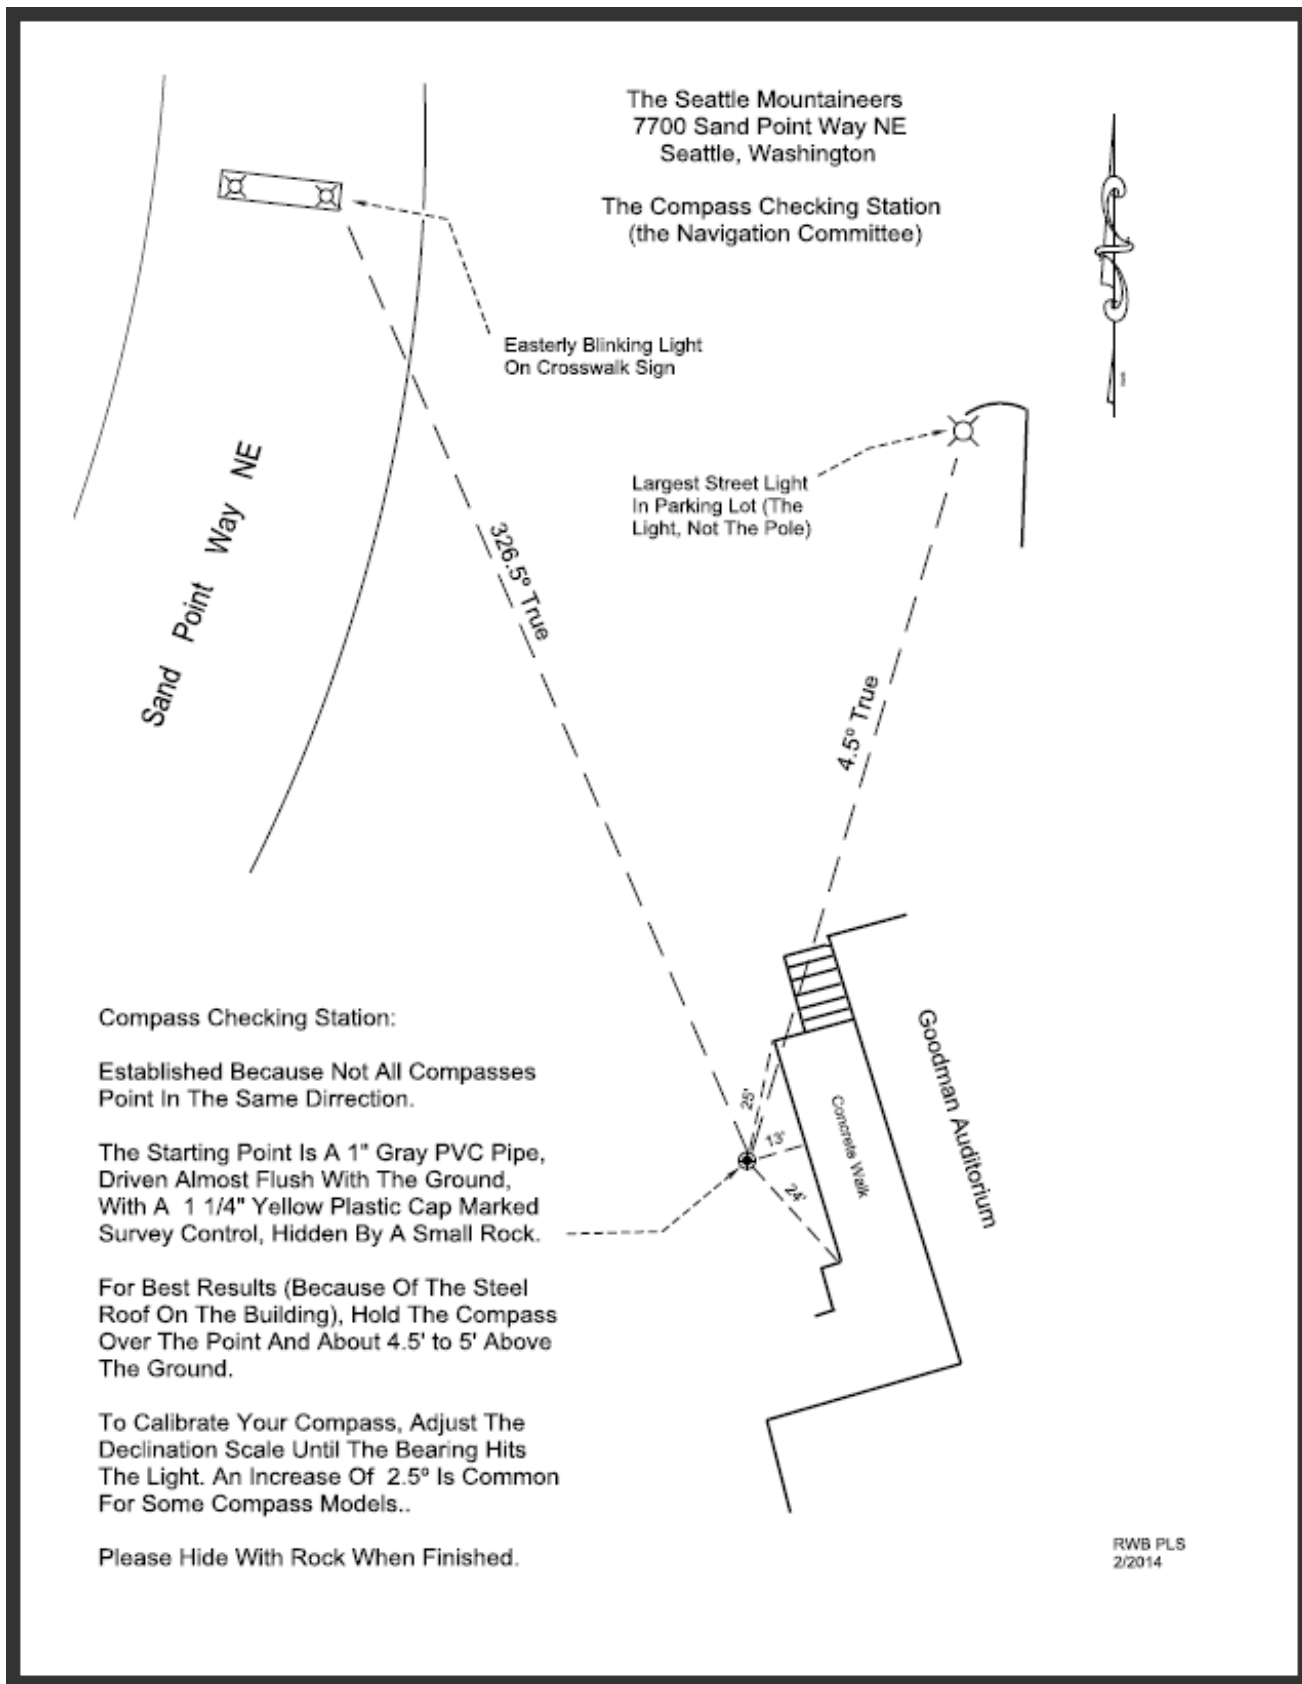 The Seattle Mountaineers
7700 Sand Point Way NE
Seattle, Washington
The Compass Checking Station
(the Navigation Committee)
Easterly Blinking Light
On Crosswalk Sign
Largest Street Light
In Parking Lot (The
Light, Not The Pole)
Sand Point Way NE
326.5º True
4.5º True
25'
13'
24'
Concrete Walk
Goodman Auditorium
Compass Checking Station:
Established Because Not All Compasses
Point In The Same Dirrection.
The Starting Point Is A 1" Gray PVC Pipe,
Driven Almost Flush With The Ground,
With A 1 1/4" Yellow Plastic Cap Marked
Survey Control, Hidden By A Small Rock.
For Best Results (Because Of The Steel
Roof On The Building), Hold The Compass
Over The Point And About 4.5' to 5' Above
The Ground.
To Calibrate Your Compass, Adjust The
Declination Scale Until The Bearing Hits
The Light. An Increase Of 2.5º Is Common
For Some Compass Models..
Please Hide With Rock When Finished.
RWB PLS
2/2014